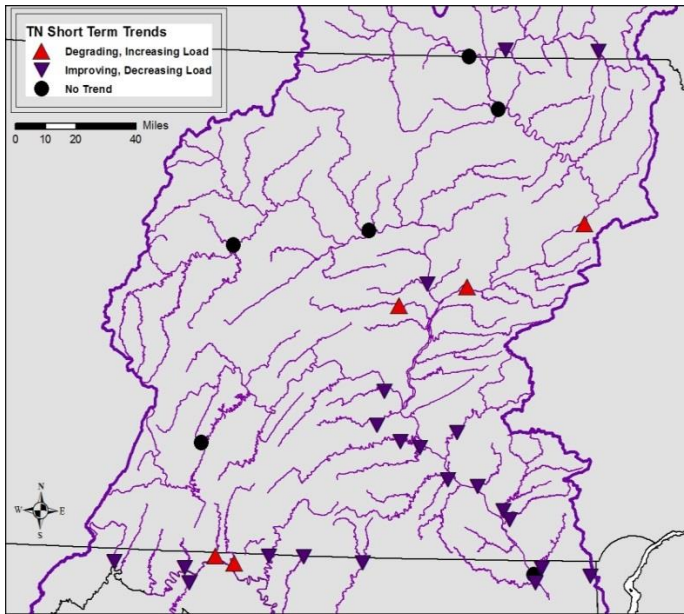 TN Short Term Trends
Degrading, Increasing Load
Improving, Decreasing Load
No Trend
Miles
0 10 20 40
N
W E
S